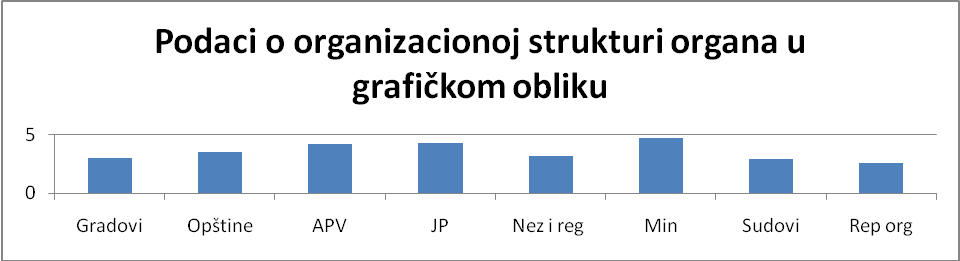 Podaci o organizacionoj strukturi organa u
grafičkom obliku
5
0
Gradovi Opštine APV JP Nez i reg Min Sudovi Rep org